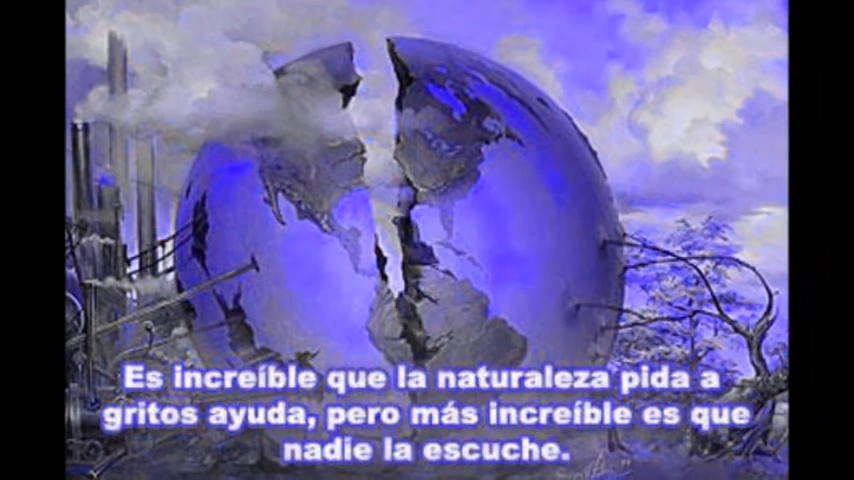 Es increíble que la naturaleza pida a
gritos ayuda, pero más increíble es que
nadie la escuche.